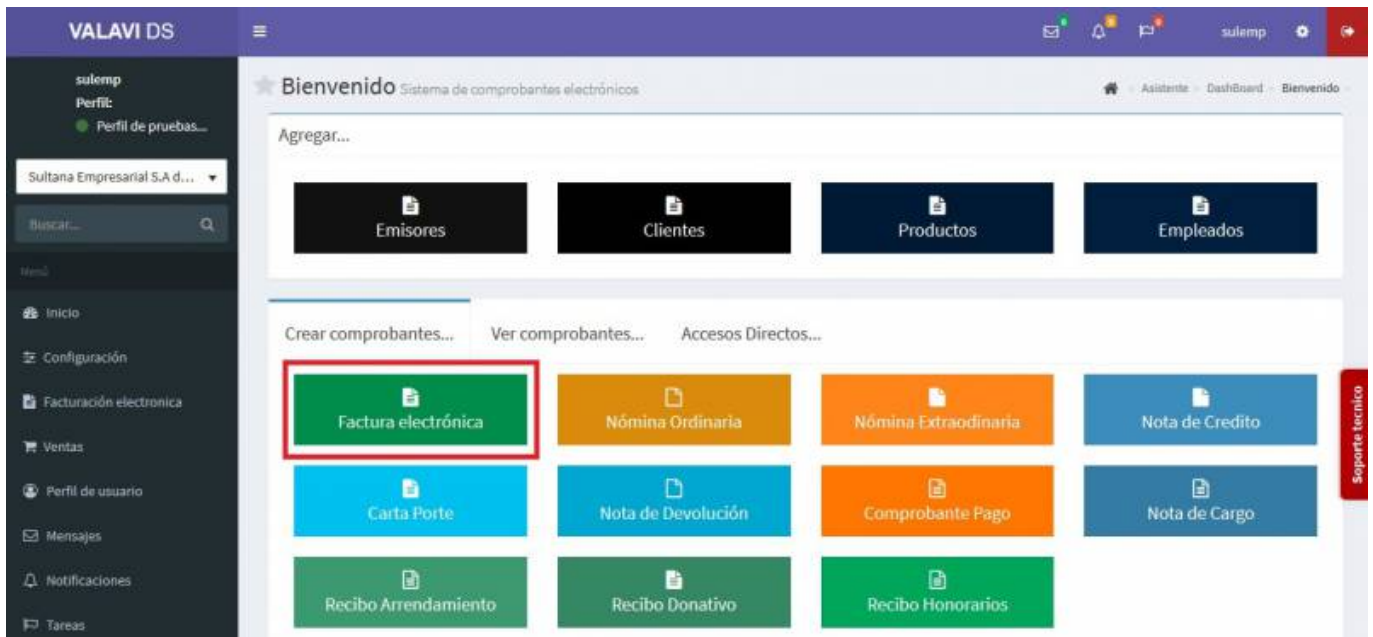 VALAVI DS
sulemp
sulemp
Perfil:
Perfil de pruebas...
Sultana Empresarial S.A d...
Buscar...
Menú
Inicio
Configuración
Facturación electronica
Ventas
Perfil de usuario
Mensajes
Notificaciones
Tareas
Bienvenido Sistema de comprobantes electrónicos
Asistente DashBoard Bienvenido
Agregar...
Emisores
Clientes
Productos
Empleados
Crear comprobantes... Ver comprobantes... Accesos Directos...
Factura electrónica
Nómina Ordinaria
Nómina Extraodinaria
Nota de Credito
Carta Porte
Nota de Devolución
Comprobante Pago
Nota de Cargo
Recibo Arrendamiento
Recibo Donativo
Recibo Honorarios
Soporte tecnico